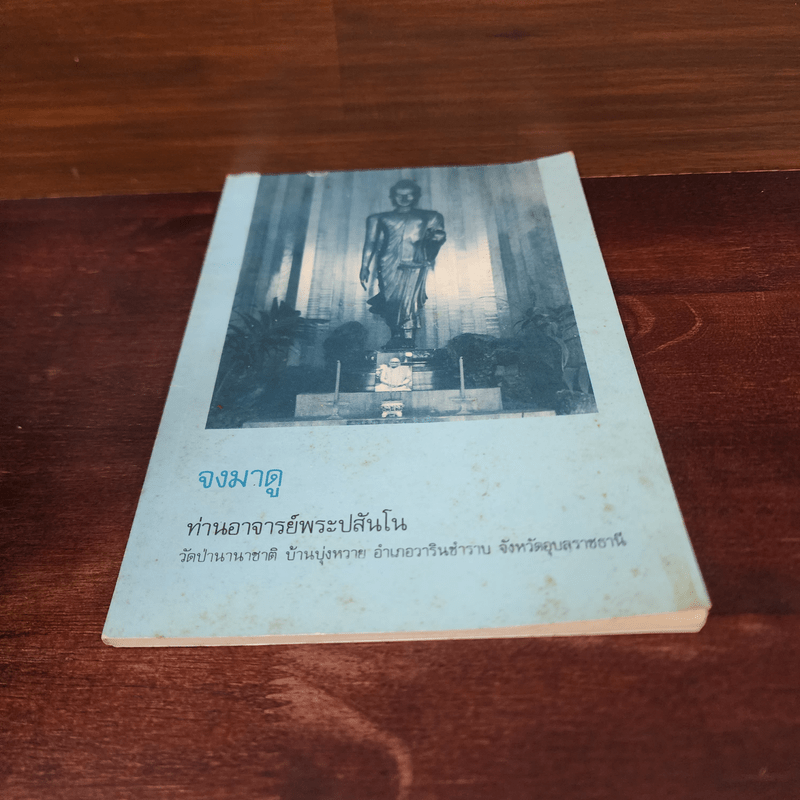 จงมาดู
ท่านอาจารย์พระปสันโน
วัดป่านานาชาติ บ้านบุ่งหวาย อำเภอวารินชำราบ จังหวัดอุบลราชธานี